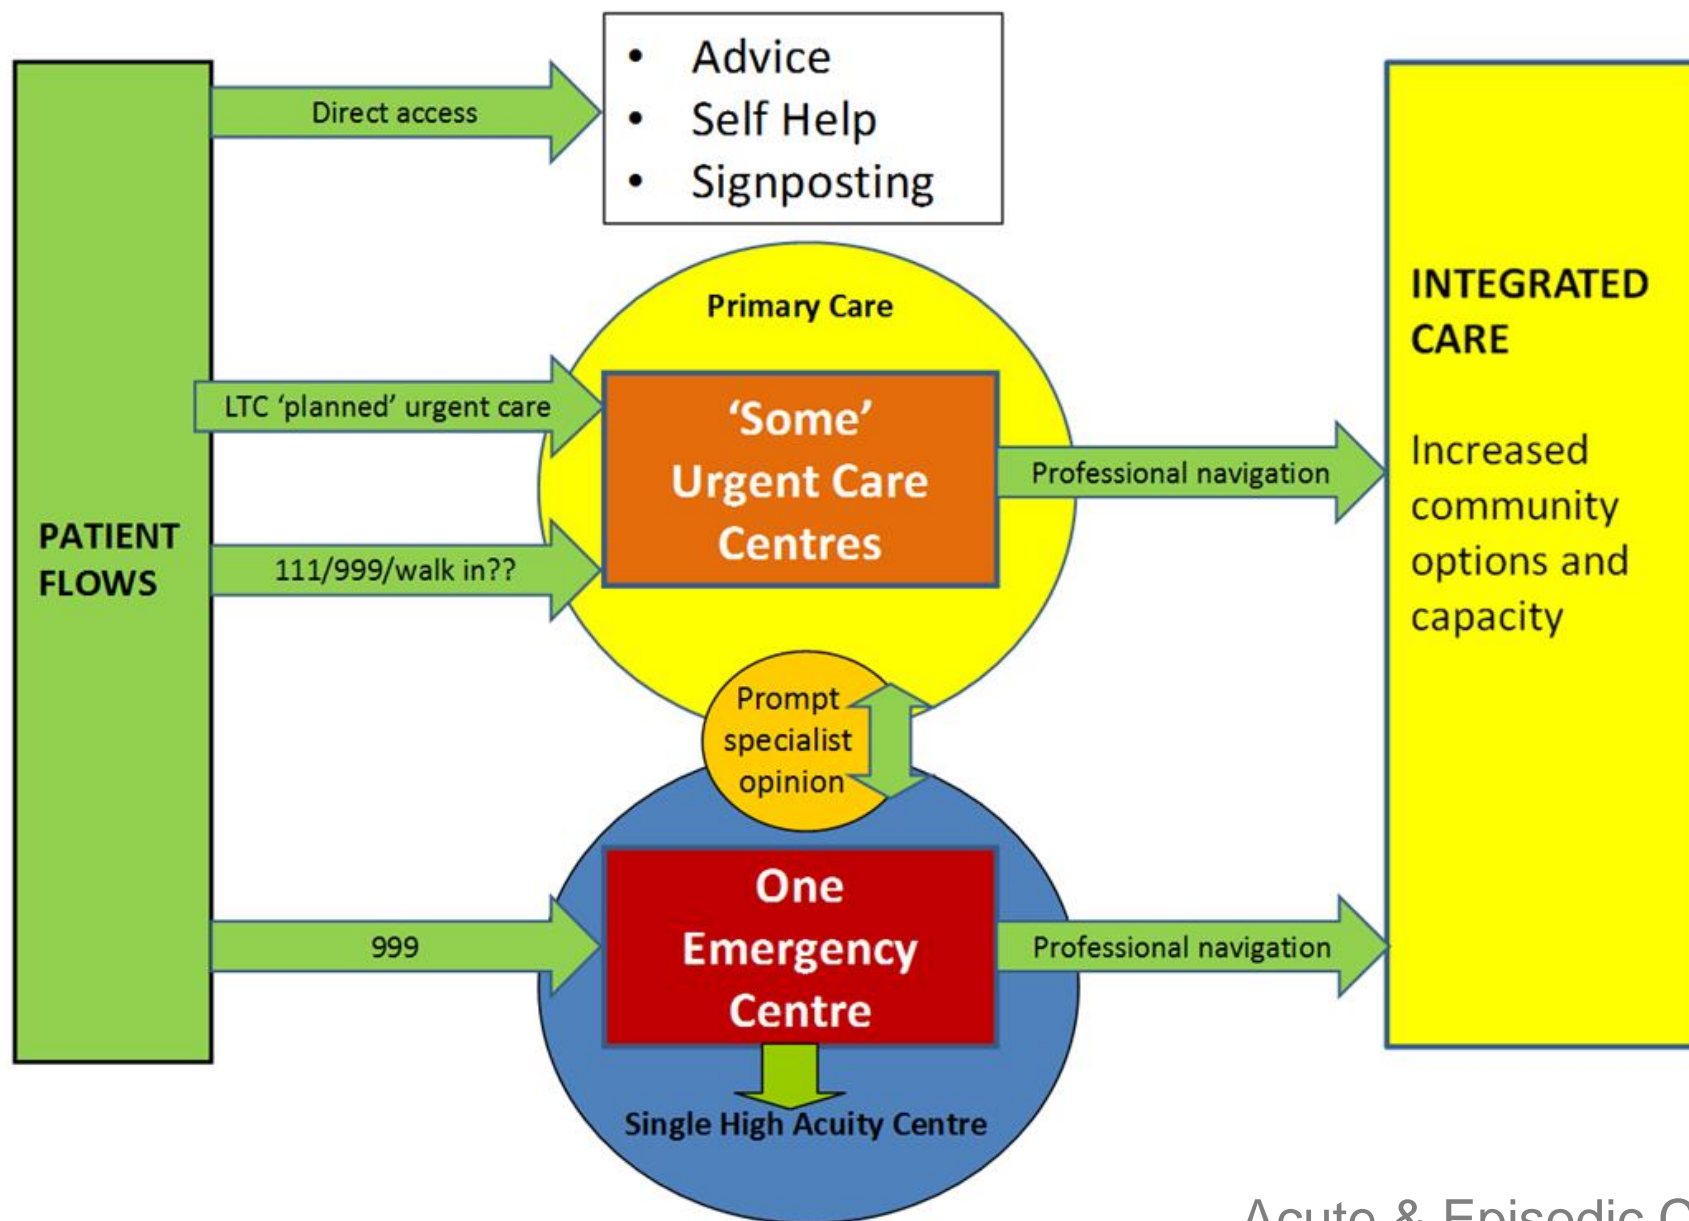 • Advice
• Self Help
• Signposting
Direct access
Primary Care
INTEGRATED
CARE
Increased
community
options and
capacity
PATIENT
FLOWS
LTC ‘planned’ urgent care
111/999/walk in??
‘Some’
Urgent Care
Centres
Professional navigation
Prompt
specialist
opinion
999
One
Emergency
Centre
Professional navigation
Single High Acuity Centre
Acute & Episodic